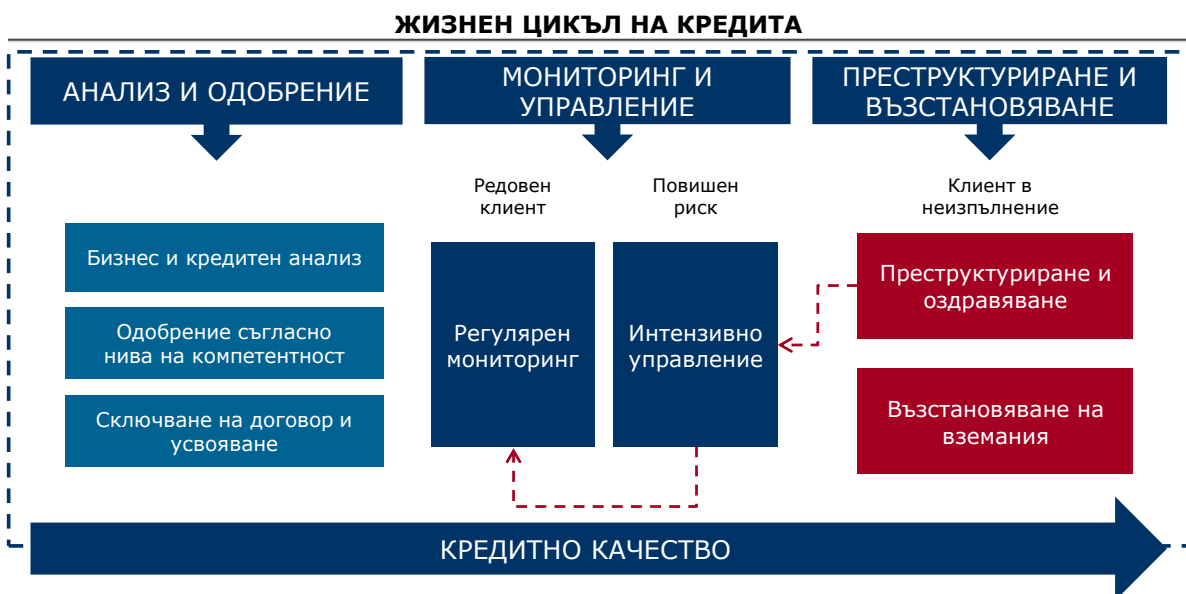 ЖИЗНЕН ЦИКЪЛ НА КРЕДИТА
АНАЛИЗ И ОДОБРЕНИЕ
Бизнес и кредитен анализ
Одобрение съгласно
нива на компетентност
Сключване на договор и
усвояване
МОНИТОРИНГ И
УПРАВЛЕНИЕ
Редовен
клиент
Регулярен
мониторинг
Повишен
риск
Интензивно
управление
ПРЕСТРУКТУРИРАНЕ И
ВЪЗСТАНОВЯВАНЕ
Клиент в
неизпълнение
Преструктуриране и
оздравяване
Възстановяване на
вземания
КРЕДИТНО КАЧЕСТВО